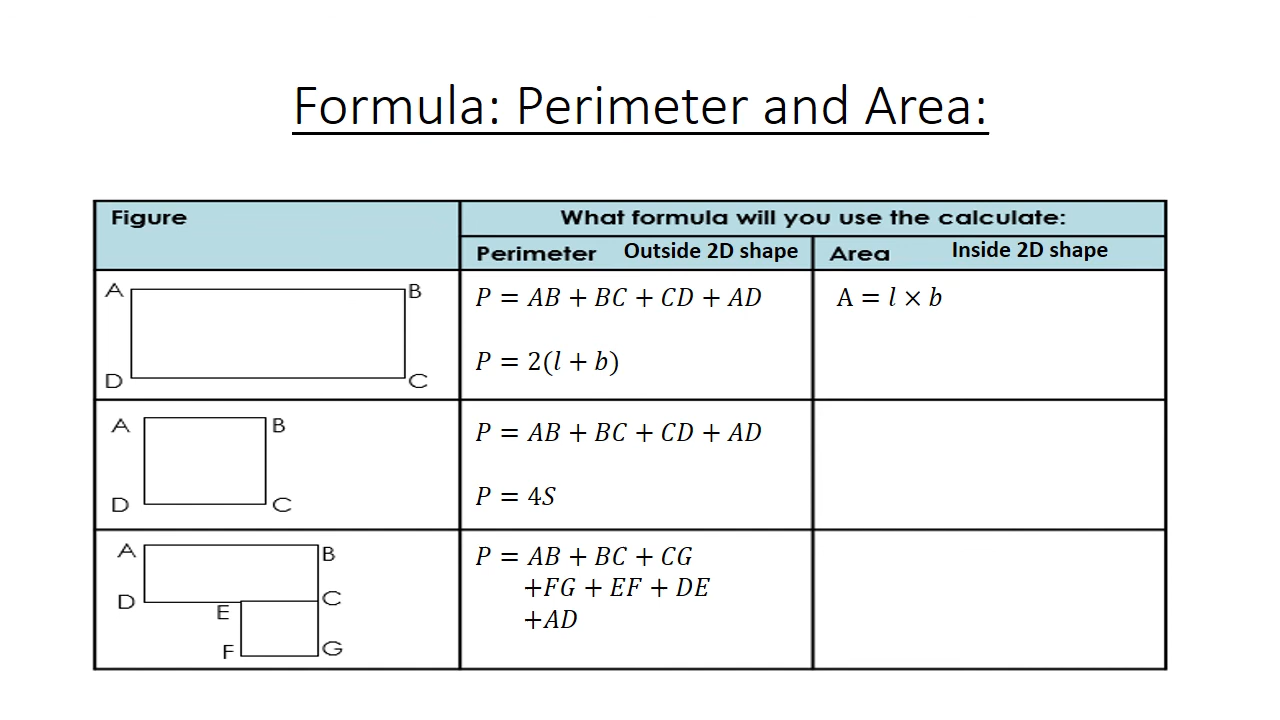 Formula: Perimeter and Area:
Figure
What formula will you use the calculate:
Perimeter Outside 2D shape
Area Inside 2D shape
A B
D C
P = AB + BC + CD + AD
P = 2(l + b)
A = l × b
A B
D C
P = AB + BC + CD + AD
P = 4S
A B
D E C
F G
P = AB + BC + CG
+FG + EF + DE
+AD